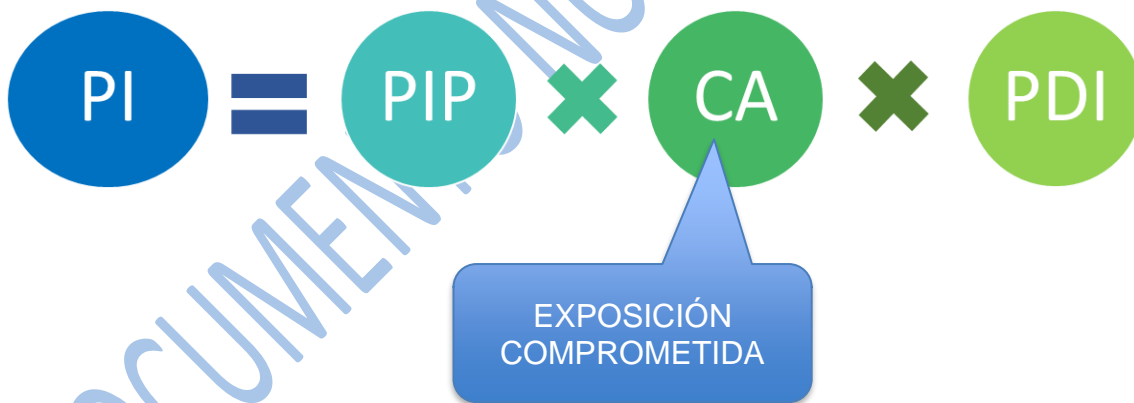 PI = PIP × CA × PDI
EXPOSICIÓN
COMPROMETIDA